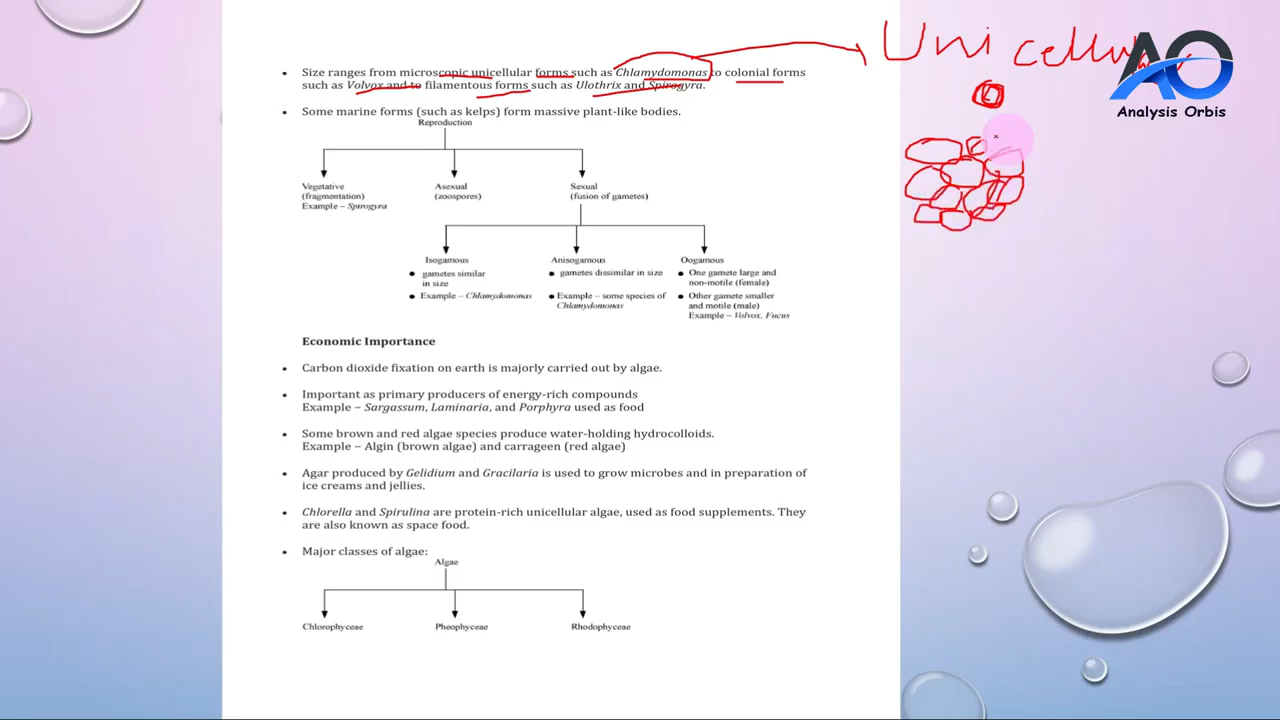 Unicellular
AO
Analysis Orbis
• Size ranges from microscopic unicellular forms such as Chlamydomonas to colonial forms
such as Volvox and to filamentous forms such as Ulothrix and Spirogyra.
• Some marine forms (such as kelps) form massive plant-like bodies.
Reproduction
Vegetative
(fragmentation)
Example – Spirogyra
Asexual
(zoospores)
Sexual
(fusion of gametes)
Isogamous
• gametes similar
in size
• Example – Chlamydomonas
Anisogamous
• gametes dissimilar in size
• Example – some species of
Chlamydomonas
Oogamous
• One gamete large and
non-motile (female)
• Other gamete smaller
and motile (male)
Example – Volvox, Fucus
Economic Importance
• Carbon dioxide fixation on earth is majorly carried out by algae.
• Important as primary producers of energy-rich compounds
Example – Sargassum, Laminaria, and Porphyra used as food
• Some brown and red algae species produce water-holding hydrocolloids.
Example – Algin (brown algae) and carrageen (red algae)
• Agar produced by Gelidium and Gracilaria is used to grow microbes and in preparation of
ice creams and jellies.
• Chlorella and Spirulina are protein-rich unicellular algae, used as food supplements. They
are also known as space food.
• Major classes of algae:
Algae
Chlorophyceae
Pheophyceae
Rhodophyceae